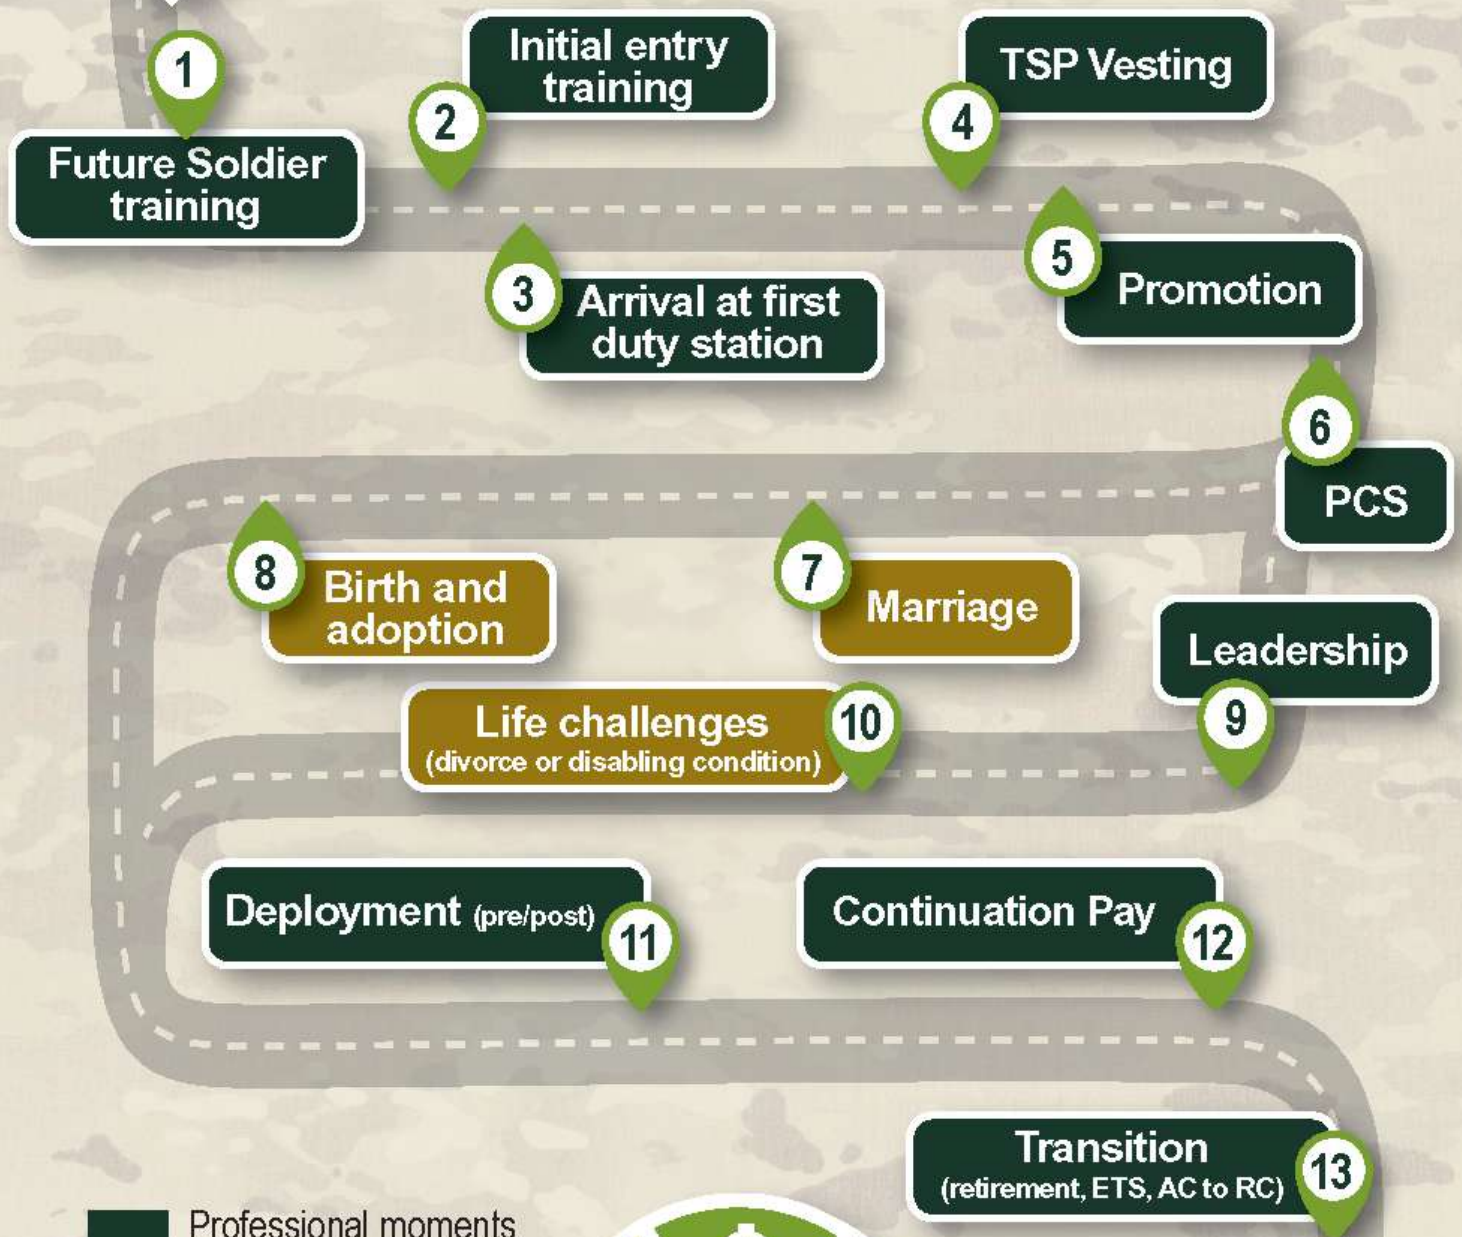 1
Future Soldier
training
2
Initial entry
training
3
Arrival at first
duty station
4
TSP Vesting
5
Promotion
6
PCS
7
Marriage
8
Birth and
adoption
9
Leadership
10
Life challenges
(divorce or disabling condition)
11
Deployment (pre/post)
12
Continuation Pay
13
Transition
(retirement, ETS, AC to RC)
Professional moments